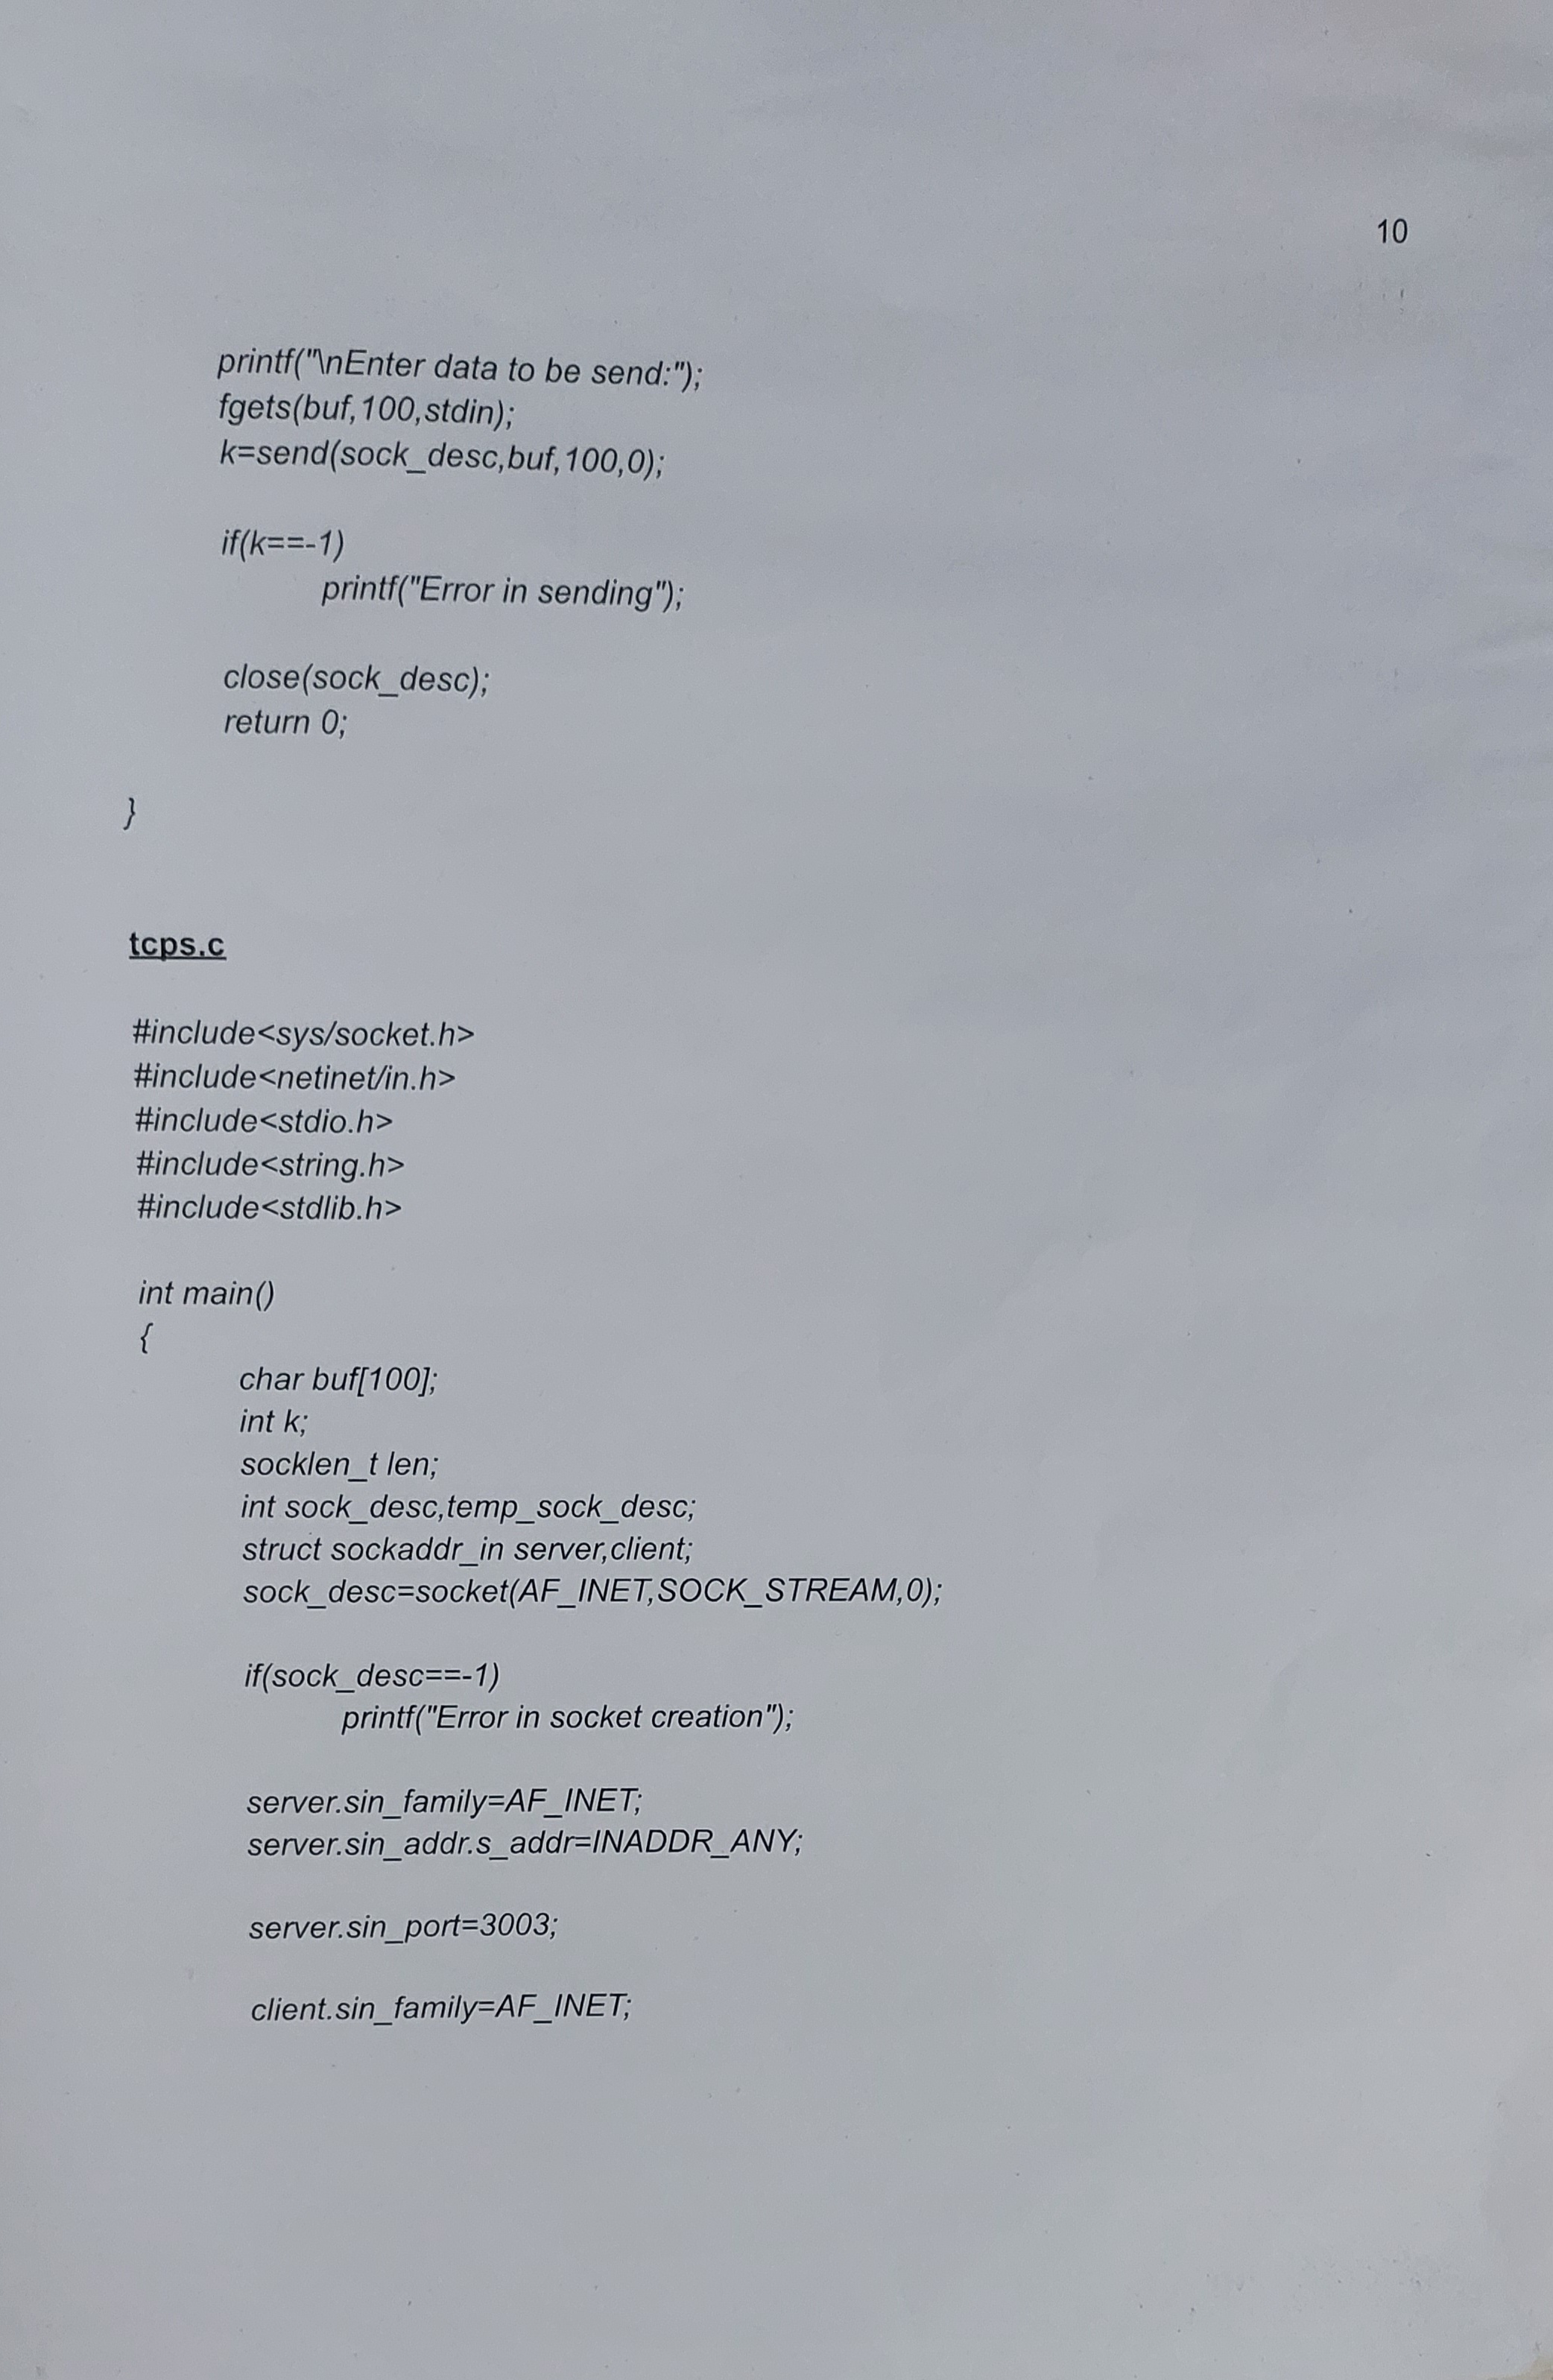 10
printf("\nEnter data to be send:");
fgets(buf,100,stdin);
k=send(sock_desc,buf,100,0);
if(k==-1)
printf("Error in sending");
close(sock_desc);
return 0;
}
tcps.c
#include<sys/socket.h>
#include<netinet/in.h>
#include<stdio.h>
#include<string.h>
#include<stdlib.h>
int main()
{
char buf[100];
int k;
socklen_t len;
int sock_desc,temp_sock_desc;
struct sockaddr_in server,client;
sock_desc=socket(AF_INET,SOCK_STREAM,0);
if(sock_desc==-1)
printf("Error in socket creation");
server.sin_family=AF_INET;
server.sin_addr.s_addr=INADDR_ANY;
server.sin_port=3003;
client.sin_family=AF_INET;